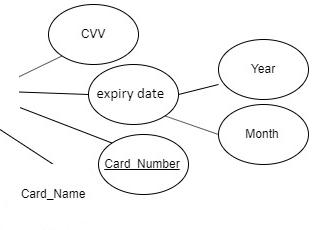 CVV
Year
expiry date
Month
Card_Number
Card_Name